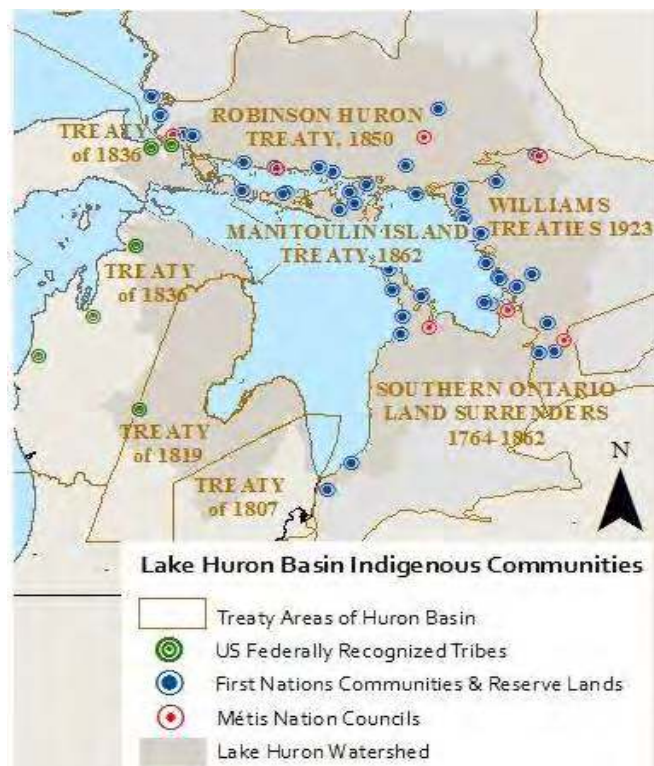 ROBINSON HURON
TREATY, 1850
TREATY
of 1836
WILLIAMS
TREATIES 1923
MANITOULIN ISLAND
TREATY, 1862
TREATY
of 1836
SOUTHERN ONTARIO
LAND SURRENDERS
1764-1862
TREATY
of 1819
TREATY
of 1807
N
Lake Huron Basin Indigenous Communities
Treaty Areas of Huron Basin
US Federally Recognized Tribes
First Nations Communities & Reserve Lands
Métis Nation Councils
Lake Huron Watershed